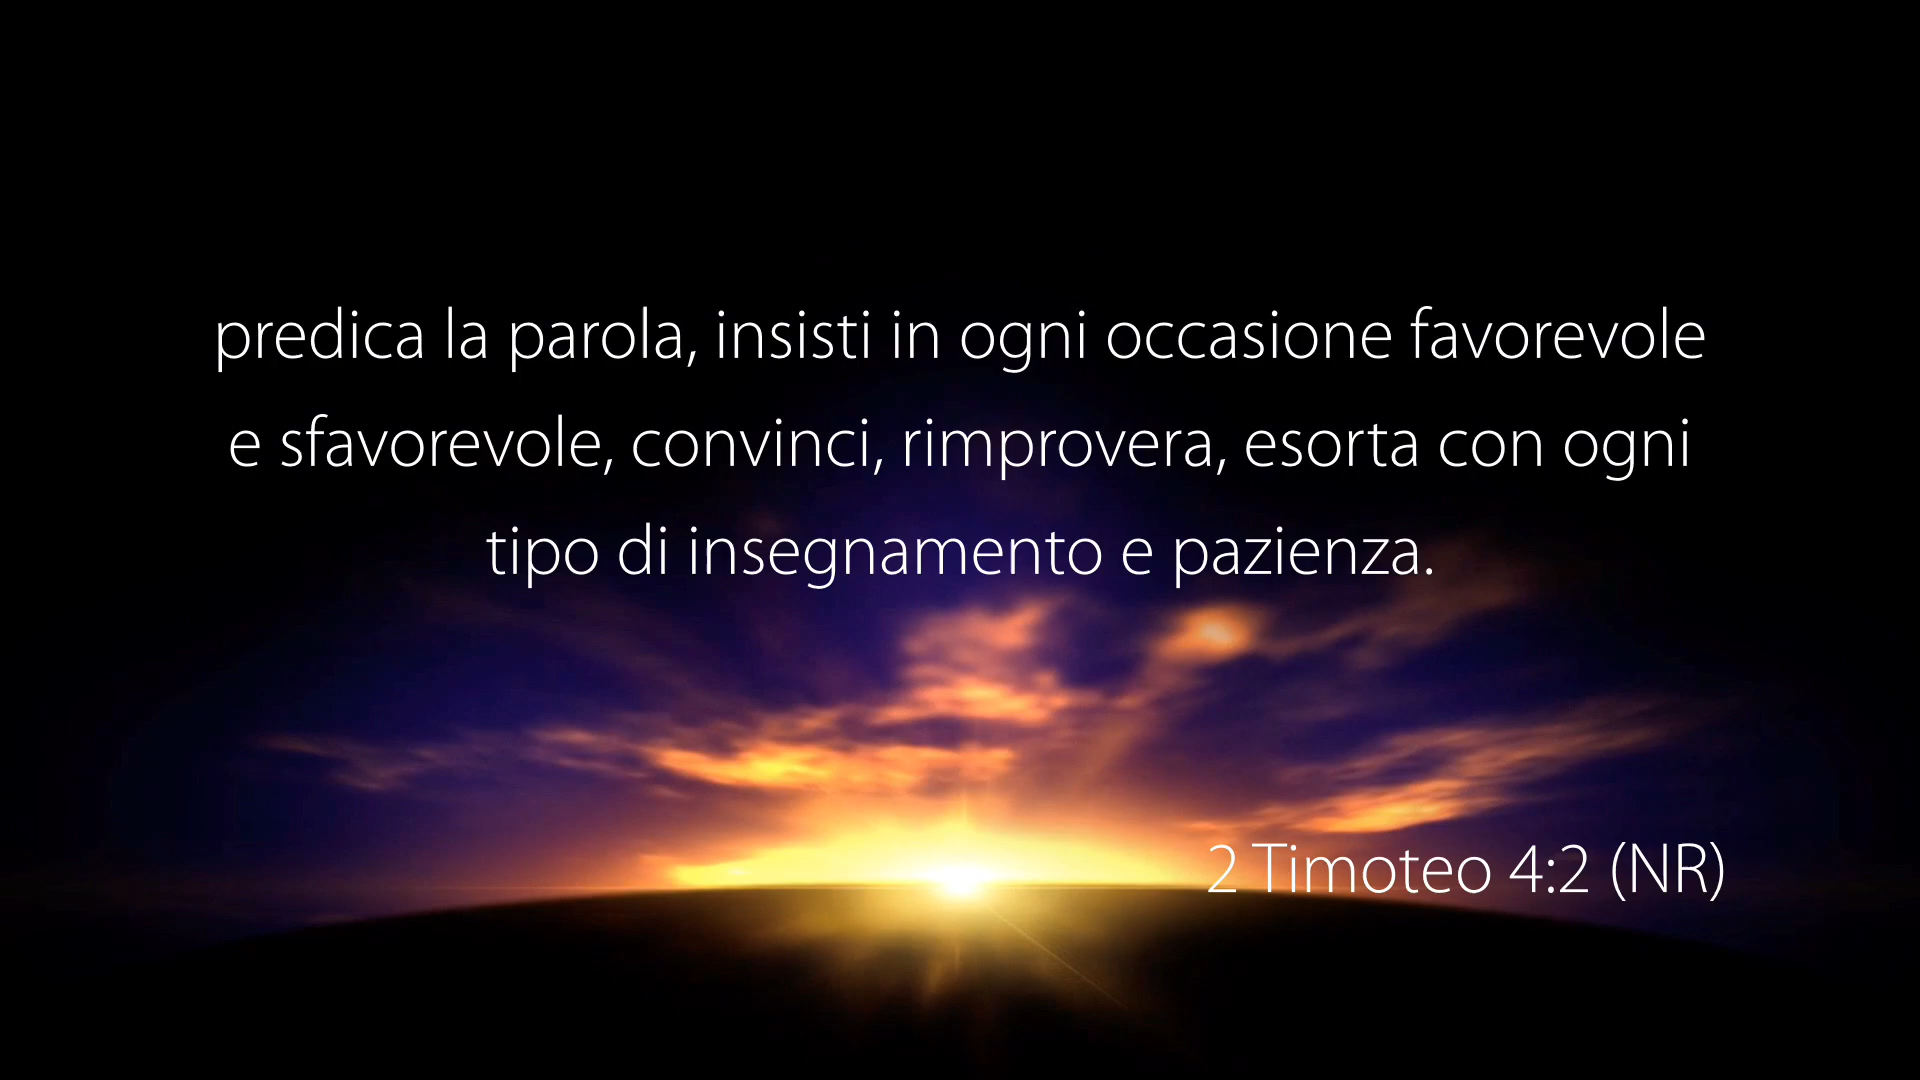 predica la parola, insisti in ogni occasione favorevole
e sfavorevole, convinci, rimprovera, esorta con ogni
tipo di insegnamento e pazienza.
2 Timoteo 4:2 (NR)